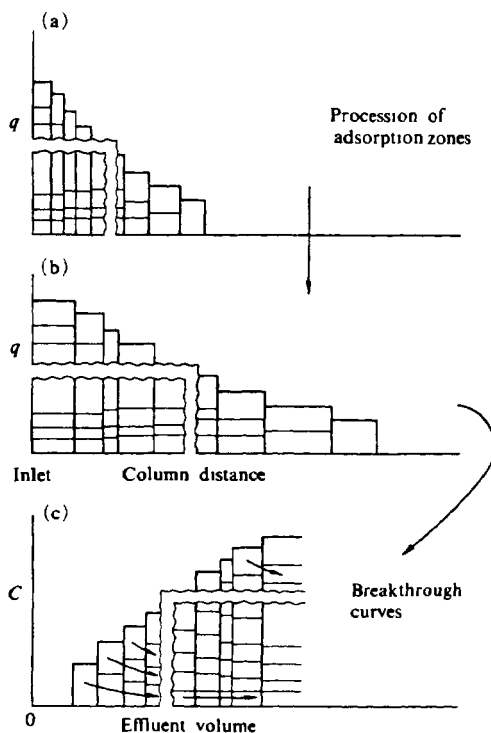 (a)
q
Procession of
adsorption zones
(b)
q
Inlet
Column distance
(c)
C
Breakthrough
curves
0
Effluent volume